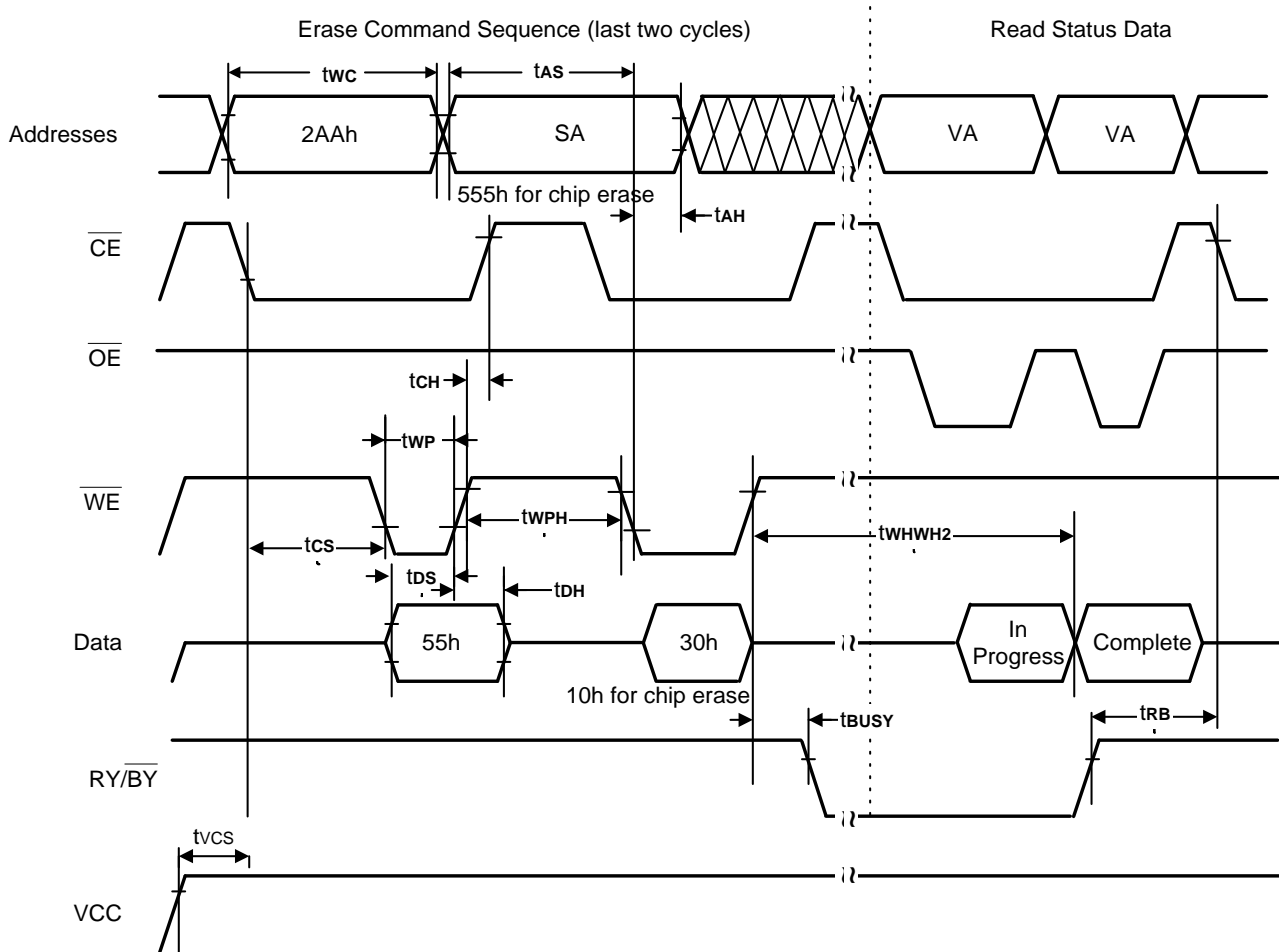 Erase Command Sequence (last two cycles)
Read Status Data
tWC
tAS
Addresses
2AAh
SA
VA
VA
555h for chip erase
tAH
CE
OE
tCH
tWP
WE
tWPH
tWHWH2
tCS
tDS
tDH
Data
55h
30h
In
Progress
Complete
10h for chip erase
tBUSY
tRB
RY/BY
tVCS
VCC